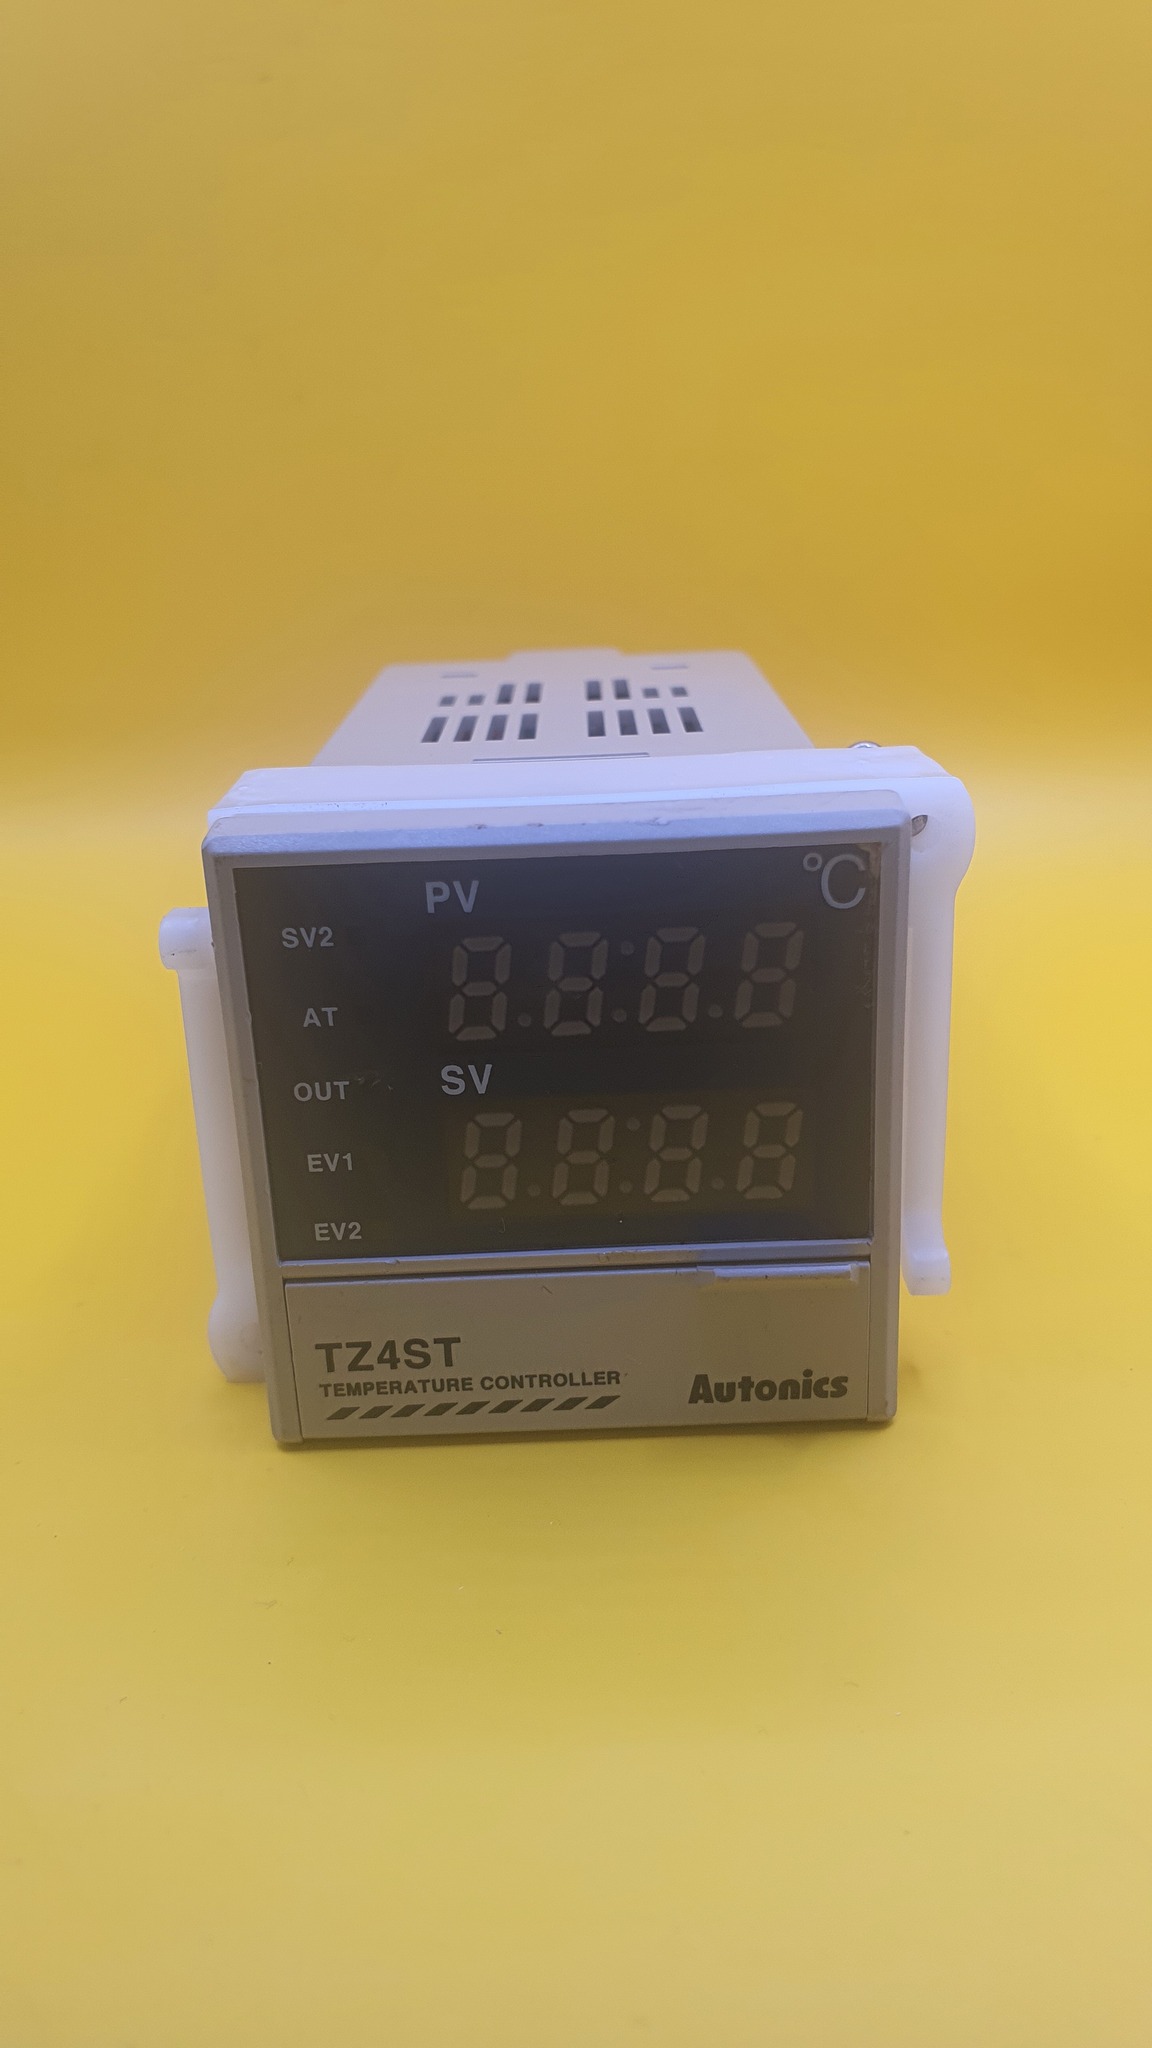 PV
°C
SV2
AT
SV
OUT
EV1
EV2
TZ4ST
TEMPERATURE CONTROLLER
Autonics